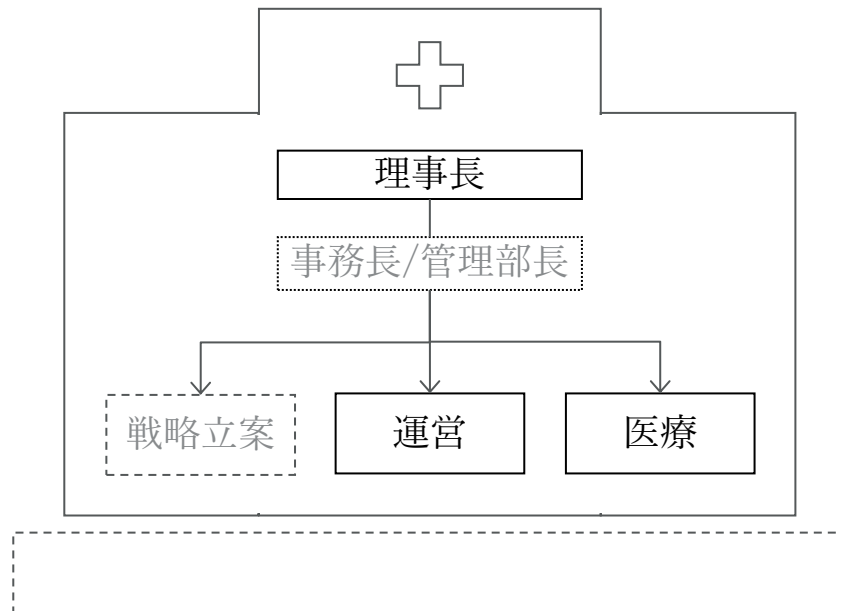 理事長
事務長/管理部長
戦略立案
運営
医療